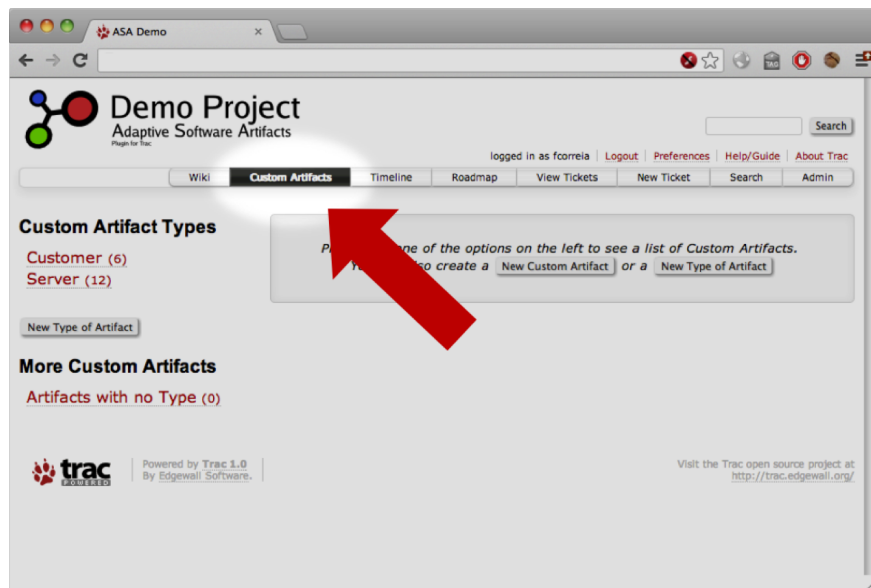 ASA Demo
Demo Project
Adaptive Software Artifacts
Plugin for Trac
Search
logged in as fcorreia Logout Preferences Help/Guide About Trac
Wiki Custom Artifacts Timeline Roadmap View Tickets New Ticket Search Admin
Custom Artifact Types
Customer (6)
Server (12)
New Type of Artifact
one of the options on the left to see a list of Custom Artifacts.
create a New Custom Artifact or a New Type of Artifact
More Custom Artifacts
Artifacts with no Type (0)
trac
POWERED
Powered by Trac 1.0
By Edgewall Software.
Visit the Trac open source project at
http://trac.edgewall.org/